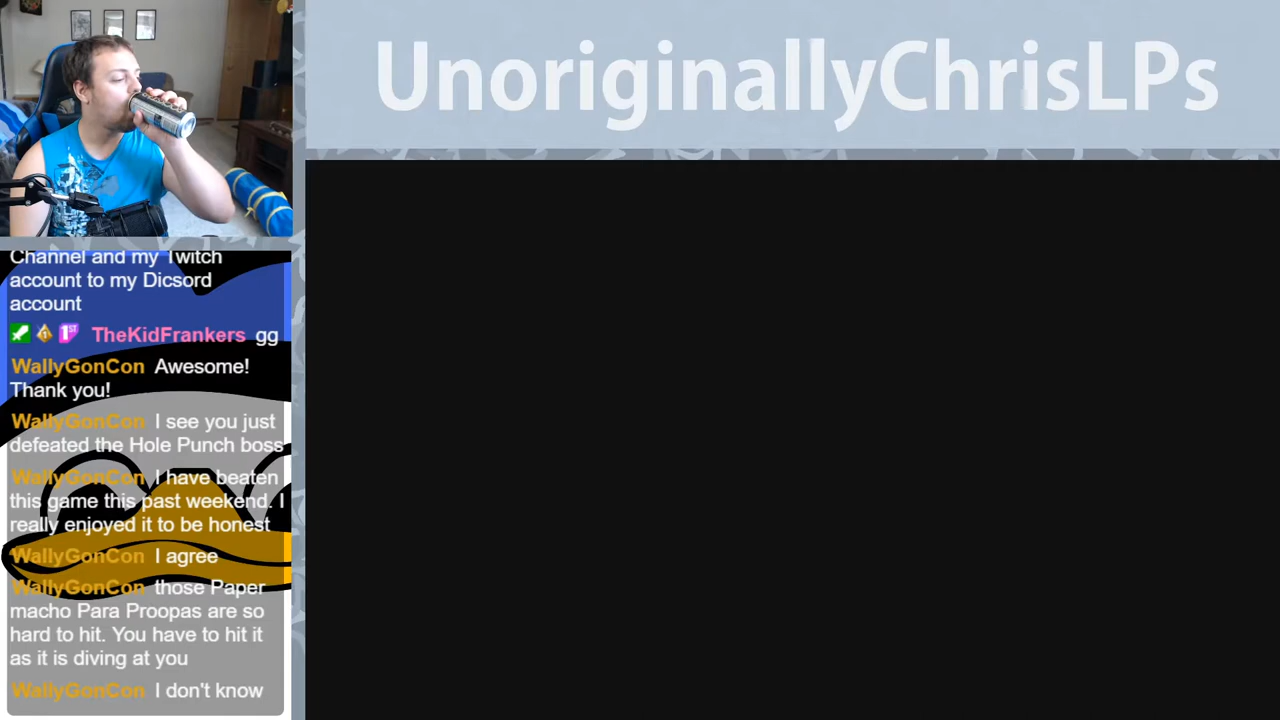 UnoriginallyChrisLPs
Channel and my Twitch
account to my Dicsord
account
1ST TheKidFrankers gg
WallyGonCon Awesome!
Thank you!
WallyGonCon I see you just
defeated the Hole Punch boss
WallyGonCon I have beaten
this game this past weekend. I
really enjoyed it to be honest
WallyGonCon I agree
WallyGonCon those Paper
macho Para Proopas are so
hard to hit. You have to hit it
as it is diving at you
WallyGonCon I don't know